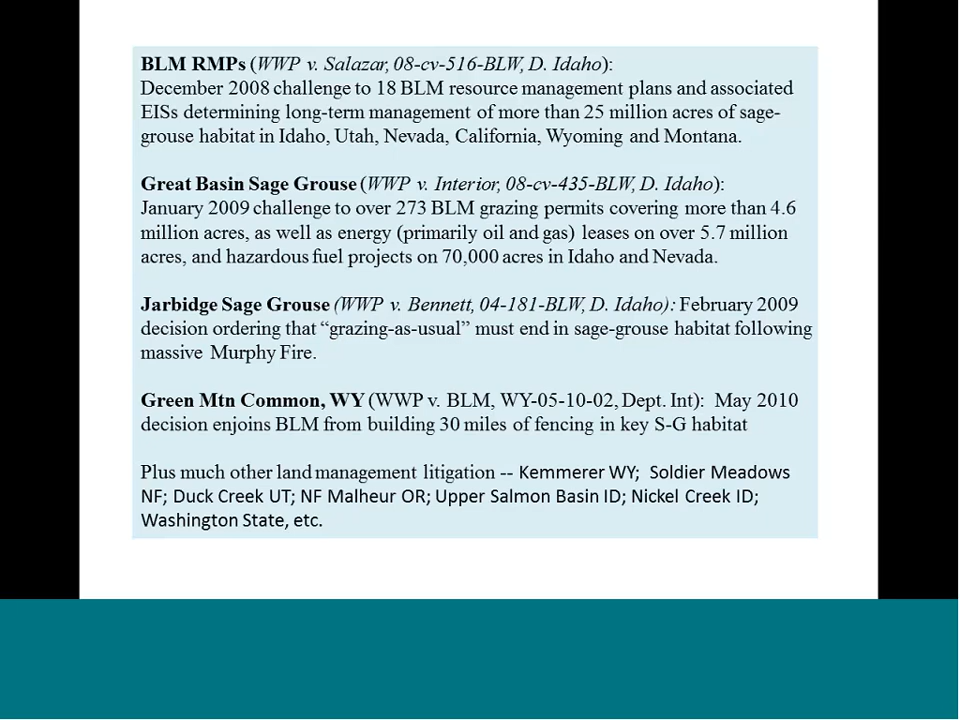 BLM RMPs (WWP v. Salazar, 08-cv-516-BLW, D. Idaho):
December 2008 challenge to 18 BLM resource management plans and associated
EISs determining long-term management of more than 25 million acres of sage-
grouse habitat in Idaho, Utah, Nevada, California, Wyoming and Montana.
Great Basin Sage Grouse (WWP v. Interior, 08-cv-435-BLW, D. Idaho):
January 2009 challenge to over 273 BLM grazing permits covering more than 4.6
million acres, as well as energy (primarily oil and gas) leases on over 5.7 million
acres, and hazardous fuel projects on 70,000 acres in Idaho and Nevada.
Jarbidge Sage Grouse (WWP v. Bennett, 04-181-BLW, D. Idaho): February 2009
decision ordering that “grazing-as-usual” must end in sage-grouse habitat following
massive Murphy Fire.
Green Mtn Common, WY (WWP v. BLM, WY-05-10-02, Dept. Int): May 2010
decision enjoins BLM from building 30 miles of fencing in key S-G habitat
Plus much other land management litigation -- Kemmerer WY; Soldier Meadows
NF; Duck Creek UT; NF Malheur OR; Upper Salmon Basin ID; Nickel Creek ID;
Washington State, etc.